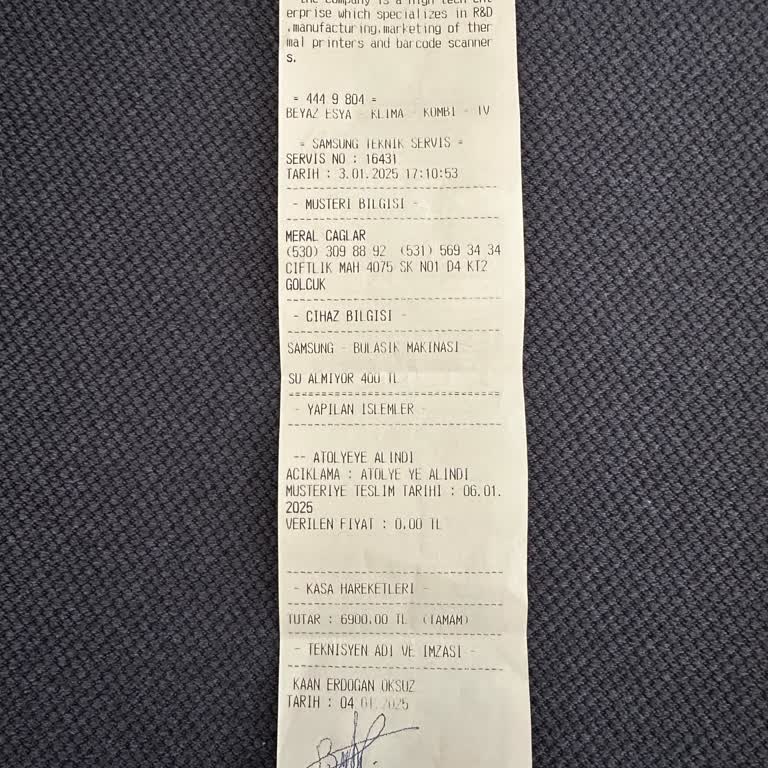 the company is a high tech ent
erprise which specializes in R&D
,manufacturing,marketing of ther
mal printers and barcode scanner
s.
= 444 9 804 =
BEYAZ ESYA - KLIMA - KOMBI - TV
= SAMSUNG TEKNIK SERVIS =
SERVIS NO : 16431
TARIH : 3.01.2025 17:10:53
- MUSTERI BILGISI -
MERAL CAGLAR
(530) 309 88 92 (531) 569 34 34
CIFTLIK MAH 4075 SK NO1 D4 KT2
GOLCUK
- CIHAZ BILGISI -
SAMSUNG - BULASIK MAKINASI
SU ALMIYOR 400 TL
- YAPILAN ISLEMLER -
-- ATOLYEYE ALINDI
ACIKLAMA : ATOLYE YE ALINDI
MUSTERIYE TESLIM TARIHI : 06.01.
2025
VERILEN FIYAT : 0.00 TL
- KASA HAREKETLERI -
TUTAR : 6900.00 TL (TAMAM)
- TEKNISYEN ADI VE IMZASI -
KAAN ERDOGAN OKSUZ
TARIH : 04.01.2025